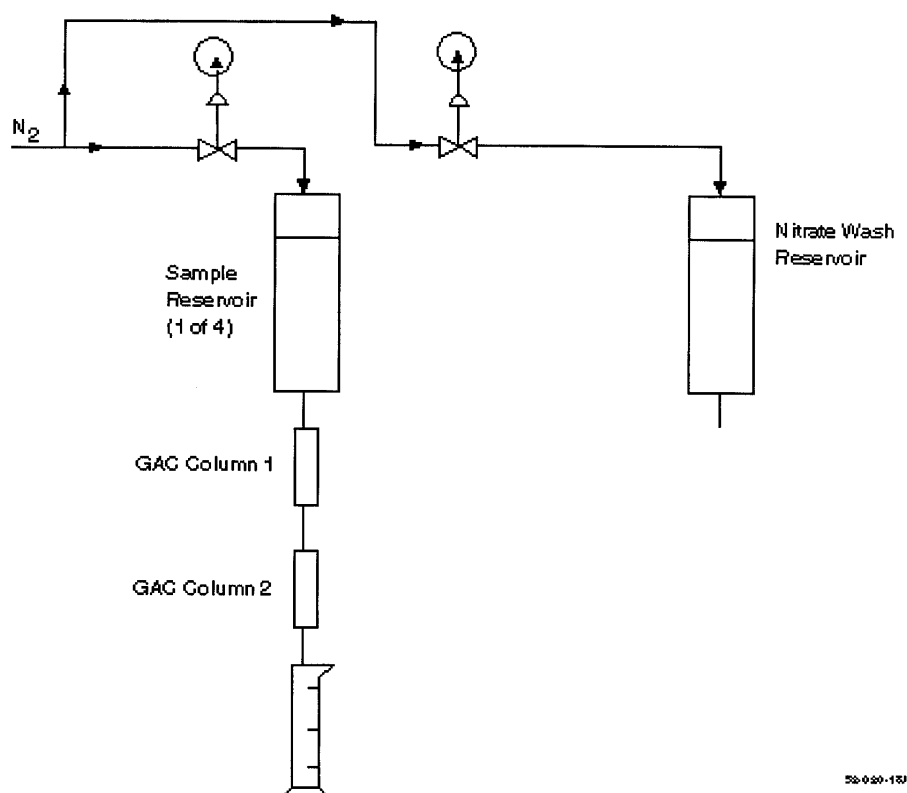 N2
Nitrate Wash
Reservoir
Sample
Reservoir
(1 of 4)
GAC Column 1
GAC Column 2